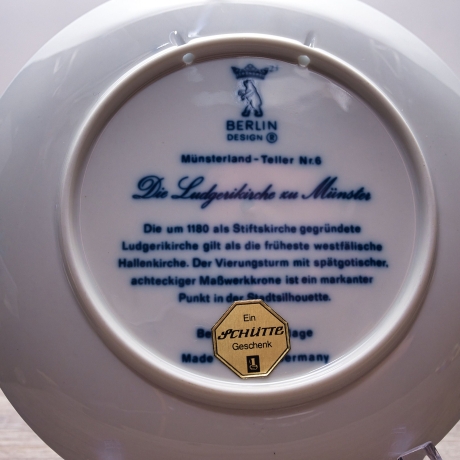 BERLIN
DESIGN ®
Münsterland-Teller Nr.6
Die Ludgerikirche zu Münster
Die um 1180 als Stiftskirche gegründete
Ludgerikirche gilt als die früheste westfälische
Hallenkirche. Der Vierungsturm mit spätgotischer,
achteckiger Maßwerkkrone ist ein markanter
Punkt in der Stadtsilhouette.
Ein
SCHÜTTE
Geschenk
Made
ermany